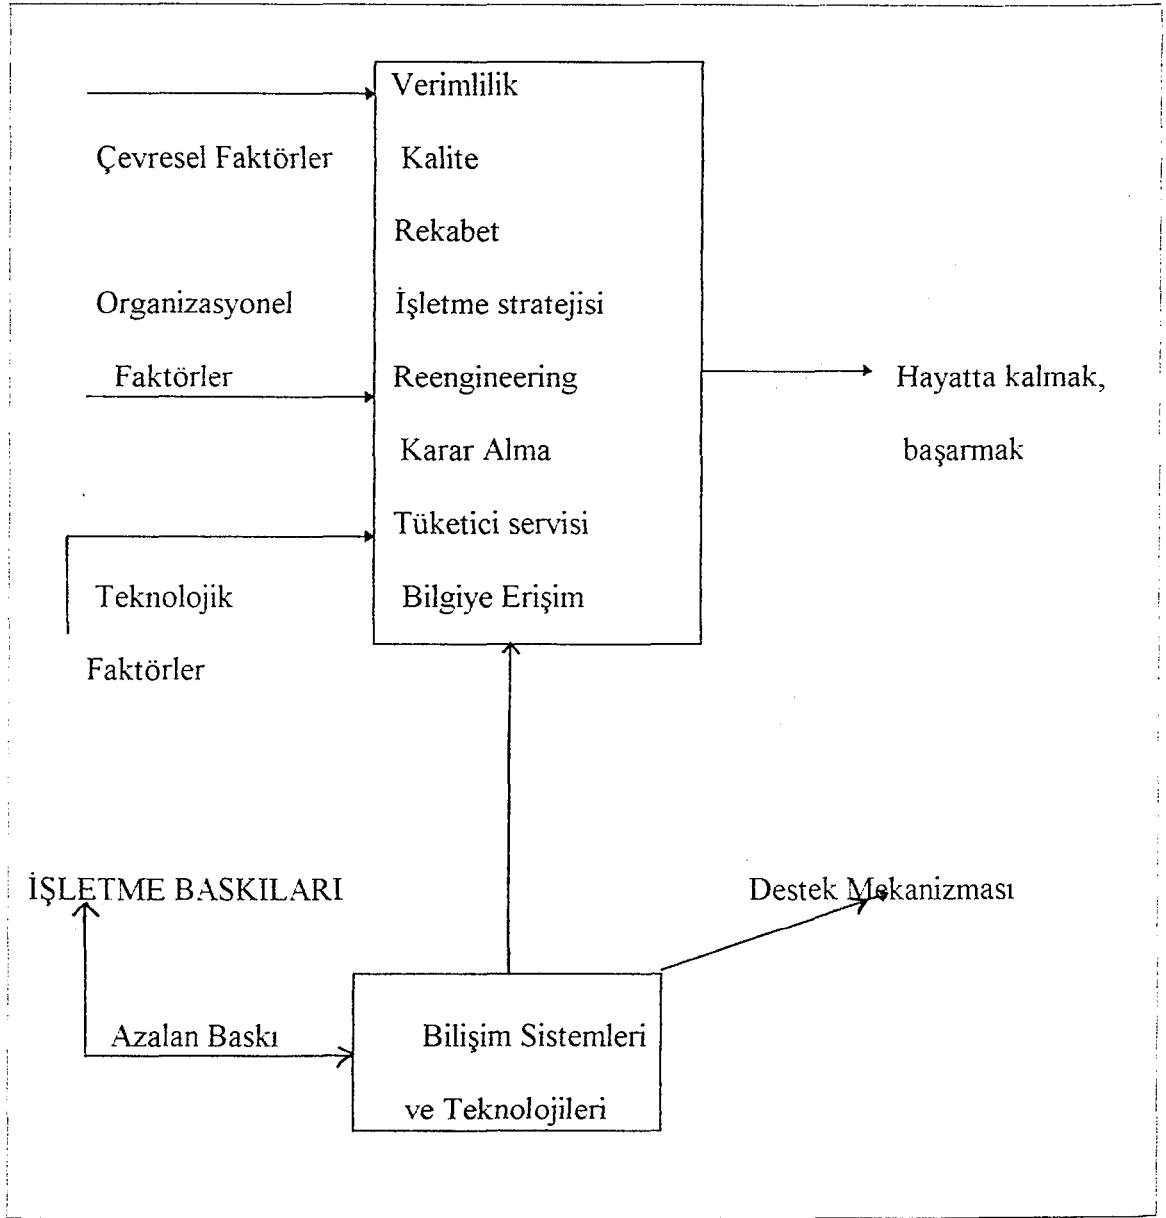 Verimlilik
Çevresel Faktörler
Kalite
Rekabet
Organizasyonel
İşletme stratejisi
Faktörler
Reengineering
Hayatta kalmak,
Karar Alma
başarmak
Tüketici servisi
Teknolojik
Bilgiye Erişim
Faktörler
İŞLETME BASKILARI
Destek Mekanizması
Azalan Baskı
Bilişim Sistemleri
ve Teknolojileri